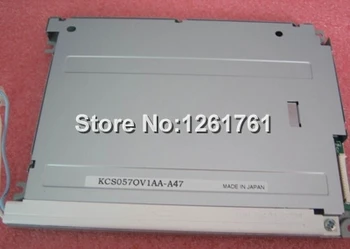 Store No: 1261761
KCS057QV1AA-A47
MADE IN JAPAN